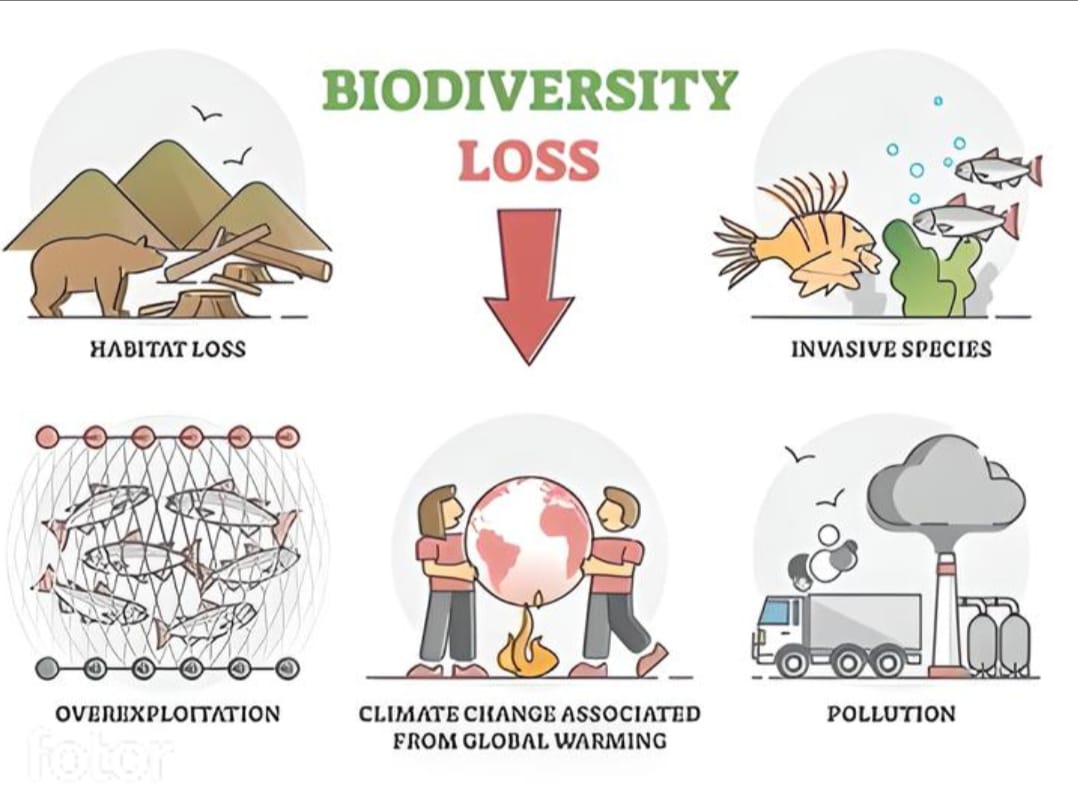 BIODIVERSITY
LOSS
HABITAT LOSS
INVASIVE SPECIES
OVEREXPLOITATION
CLIMATE CHANGE ASSOCIATED
FROM GLOBAL WARMING
POLLUTION
fotor